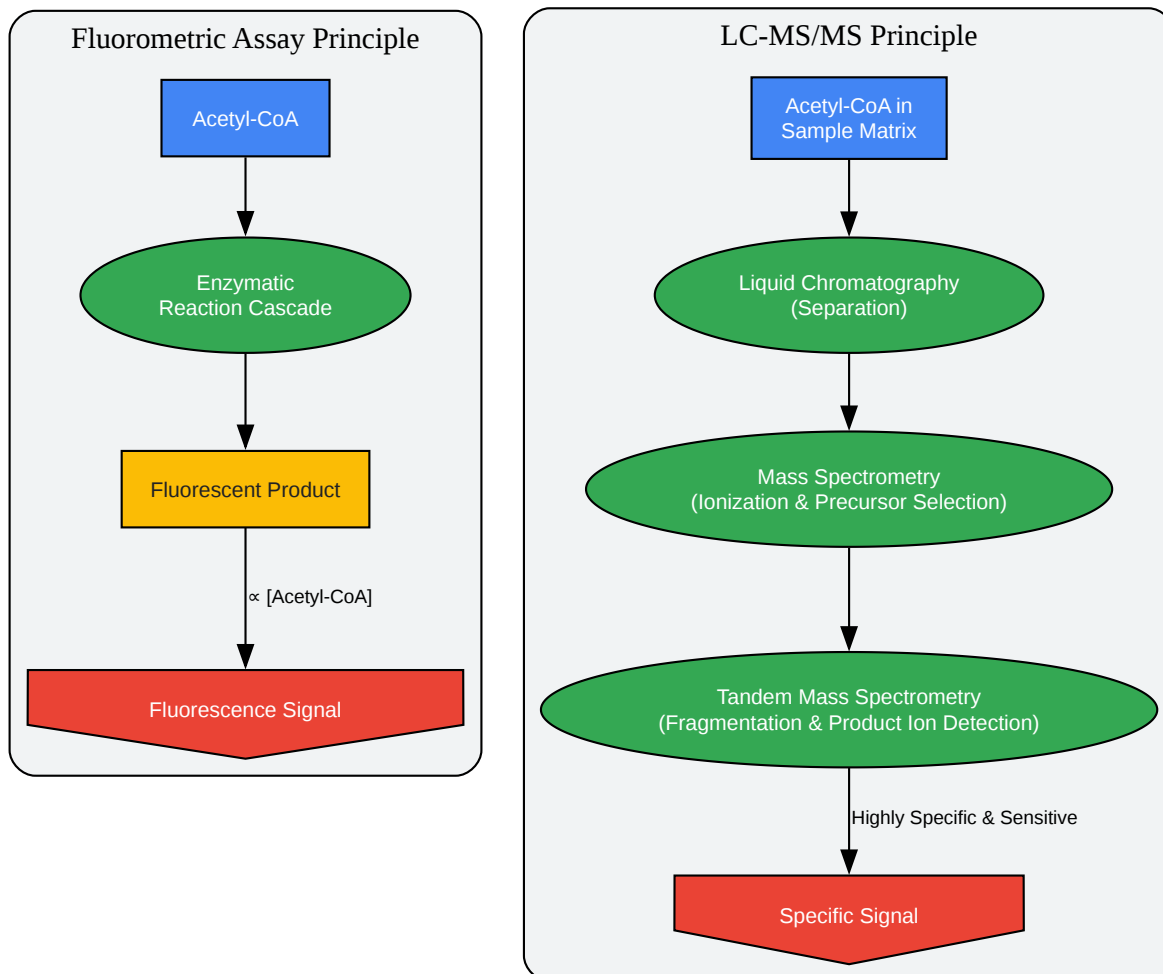 Fluorometric Assay Principle
Acetyl-CoA
Enzymatic
Reaction Cascade
Fluorescent Product
∝ [Acetyl-CoA]
Fluorescence Signal
LC-MS/MS Principle
Acetyl-CoA in
Sample Matrix
Liquid Chromatography
(Separation)
Mass Spectrometry
(Ionization & Precursor Selection)
Tandem Mass Spectrometry
(Fragmentation & Product Ion Detection)
Highly Specific & Sensitive
Specific Signal